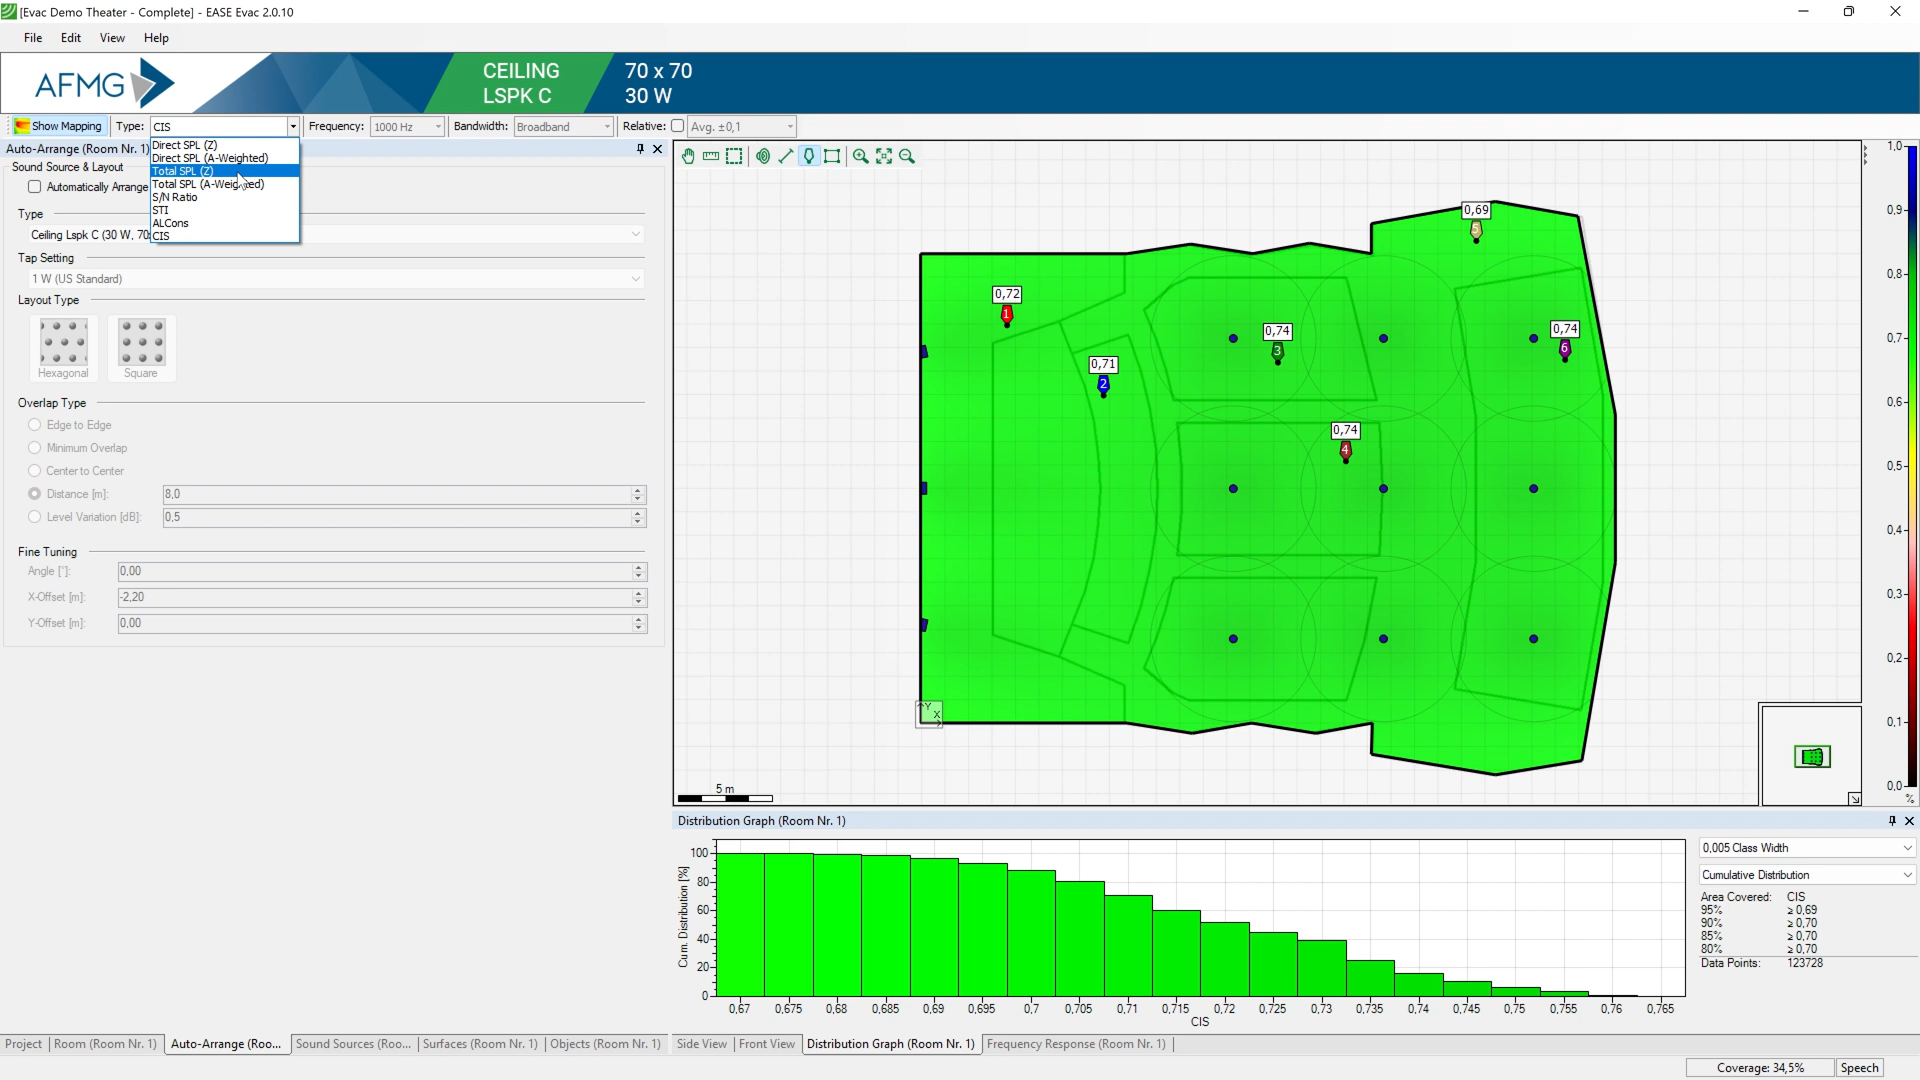 [Evac Demo Theater - Complete] - EASE Evac 2.0.10
File Edit View Help
AFMG
CEILING
LSPK C
70 x 70
30 W
Show Mapping Type: CIS Frequency: 1000 Hz Bandwidth: Broadband Relative: Avg. ±0,1
Auto-Arrange (Room Nr. 1)
Direct SPL (Z)
Direct SPL (A-Weighted)
Total SPL (Z)
Total SPL (A-Weighted)
S/N Ratio
STI
ALCons
CIS
Sound Source & Layout
Automatically Arrange
Type
Ceiling Lspk C (30 W, 70
Tap Setting
1 W (US Standard)
Layout Type
Hexagonal Square
Overlap Type
Edge to Edge
Minimum Overlap
Center to Center
Distance [m]: 8,0
Level Variation [dB]: 0,5
Fine Tuning
Angle [°]: 0,00
X-Offset [m]: -2,20
Y-Offset [m]: 0,00
0,69
5
0,72
1
0,71
2
0,74
3
0,74
6
0,74
4
Y
X
5 m
1,0
0,9
0,8
0,7
0,6
0,5
0,4
0,3
0,2
0,1
0,0
%
Distribution Graph (Room Nr. 1)
Cum. Distribution [%]
100
80
60
40
20
0
0,67 0,675 0,68 0,685 0,69 0,695 0,7 0,705 0,71 0,715 0,72 0,725 0,73 0,735 0,74 0,745 0,75 0,755 0,76 0,765
CIS
0,005 Class Width
Cumulative Distribution
Area Covered: CIS
95% ≥ 0,69
90% ≥ 0,70
85% ≥ 0,70
80% ≥ 0,70
Data Points: 123728
Project Room (Room Nr. 1) Auto-Arrange (Roo... Sound Sources (Roo... Surfaces (Room Nr. 1) Objects (Room Nr. 1) Side View Front View Distribution Graph (Room Nr. 1) Frequency Response (Room Nr. 1)
Coverage: 34,5% Speech